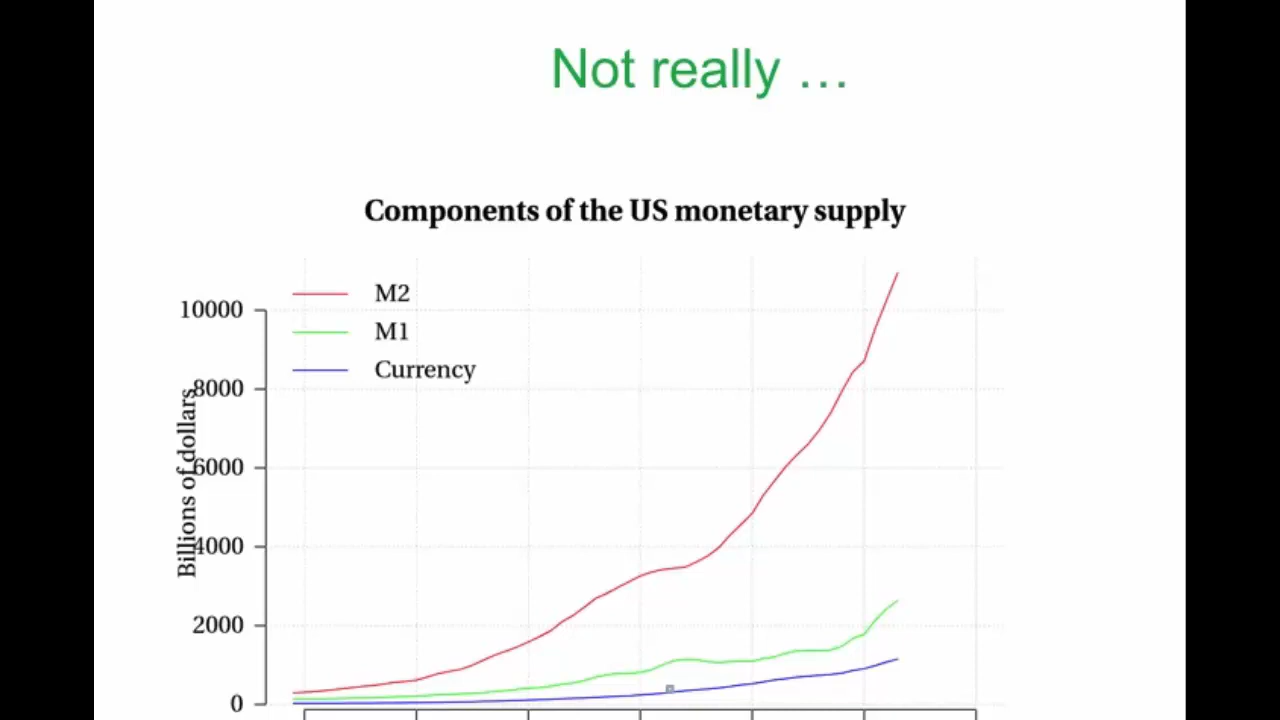 Not really …
Components of the US monetary supply
M2
M1
Currency
Billions of dollars
10000
8000
6000
4000
2000
0